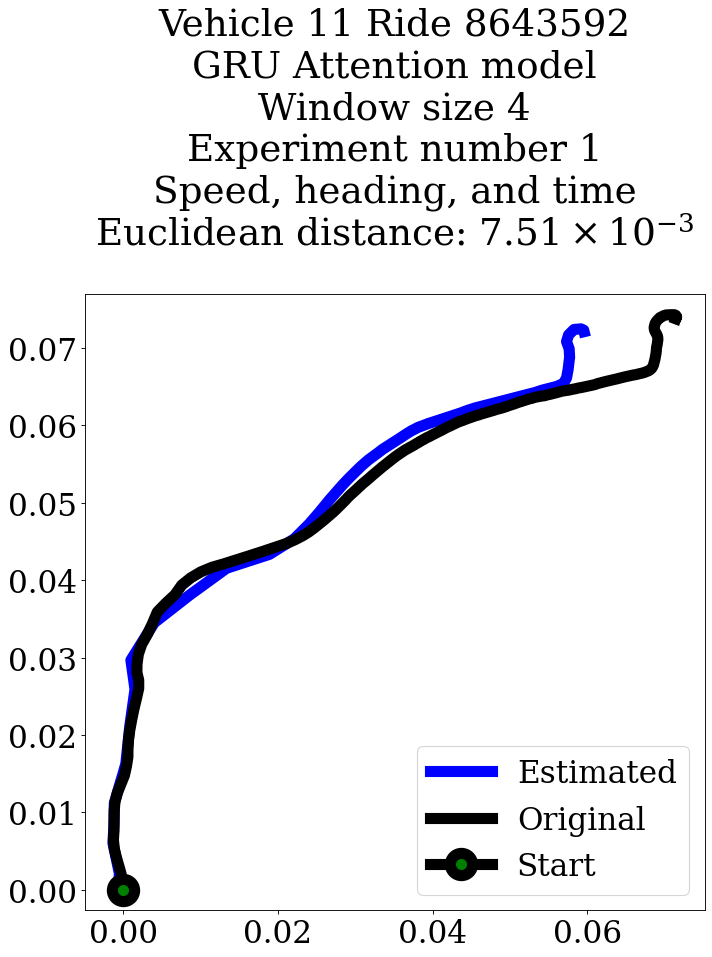 Vehicle 11 Ride 8643592
GRU Attention model
Window size 4
Experiment number 1
Speed, heading, and time
Euclidean distance: 7.51 × 10⁻³
0.07
0.06
0.05
0.04
0.03
0.02
0.01
0.00
Estimated
Original
Start
0.00 0.02 0.04 0.06